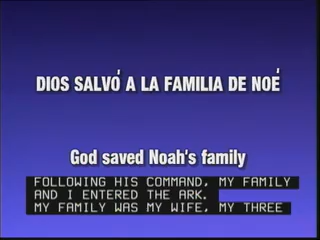 DIOS SALVÓ A LA FAMILIA DE NOÉ
God saved Noah's family
FOLLOWING HIS COMMAND, MY FAMILY
AND I ENTERED THE ARK.
MY FAMILY WAS MY WIFE, MY THREE